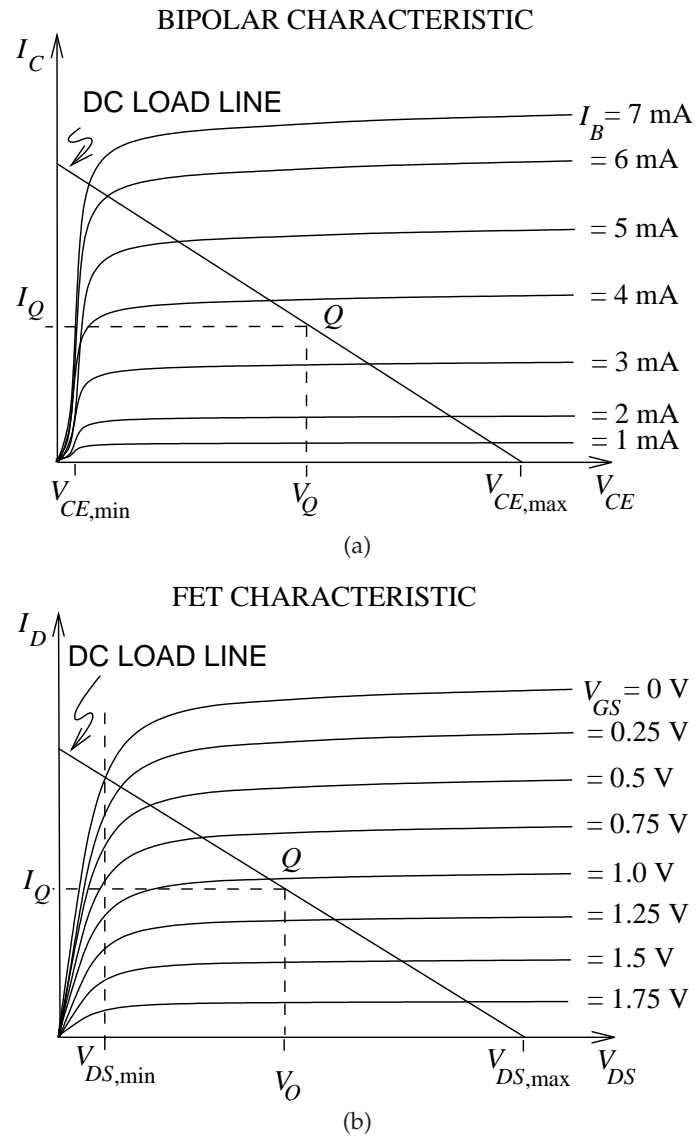 BIPOLAR CHARACTERISTIC
I_C
DC LOAD LINE
I_B = 7 mA
= 6 mA
= 5 mA
= 4 mA
I_Q
Q
= 3 mA
= 2 mA
= 1 mA
V_CE,min
V_Q
V_CE,max
V_CE
(a)
FET CHARACTERISTIC
I_D
DC LOAD LINE
V_GS = 0 V
= 0.25 V
= 0.5 V
= 0.75 V
Q
= 1.0 V
I_Q
= 1.25 V
= 1.5 V
= 1.75 V
V_DS,min
V_O
V_DS,max
V_DS
(b)